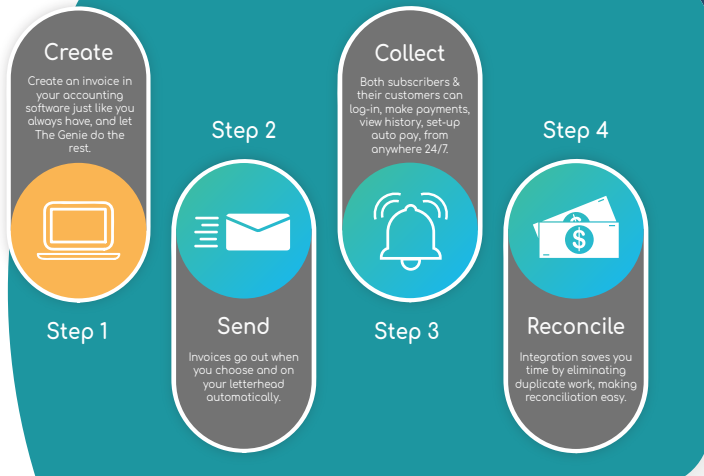 Create
Create an invoice in
your accounting
software just like you
always have, and let
The Genie do the
rest.
Step 1
Step 2
Send
Invoices go out when
you choose and on
your letterhead
automatically.
Collect
Both subscribers &
their customers can
log-in, make payments,
view history, set-up
auto pay, from
anywhere 24/7.
Step 3
Step 4
$
$
Reconcile
Integration saves you
time by eliminating
duplicate work, making
reconciliation easy.